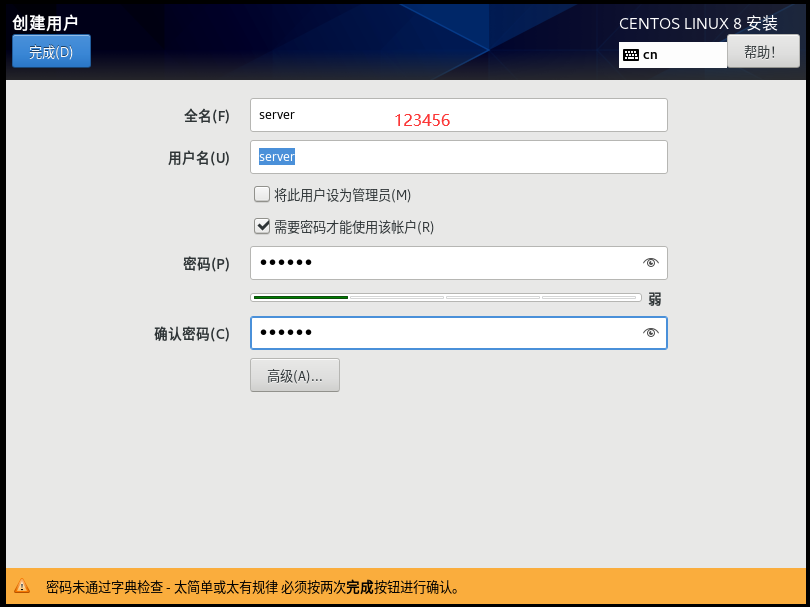 创建用户
CENTOS LINUX 8 安装
完成(D)
cn
帮助!
全名(F)
server
123456
用户名(U)
server
将此用户设为管理员(M)
需要密码才能使用该帐户(R)
密码(P)
●●●●●●
弱
确认密码(C)
●●●●●●
高级(A)...
密码未通过字典检查 - 太简单或太有规律 必须按两次完成按钮进行确认。